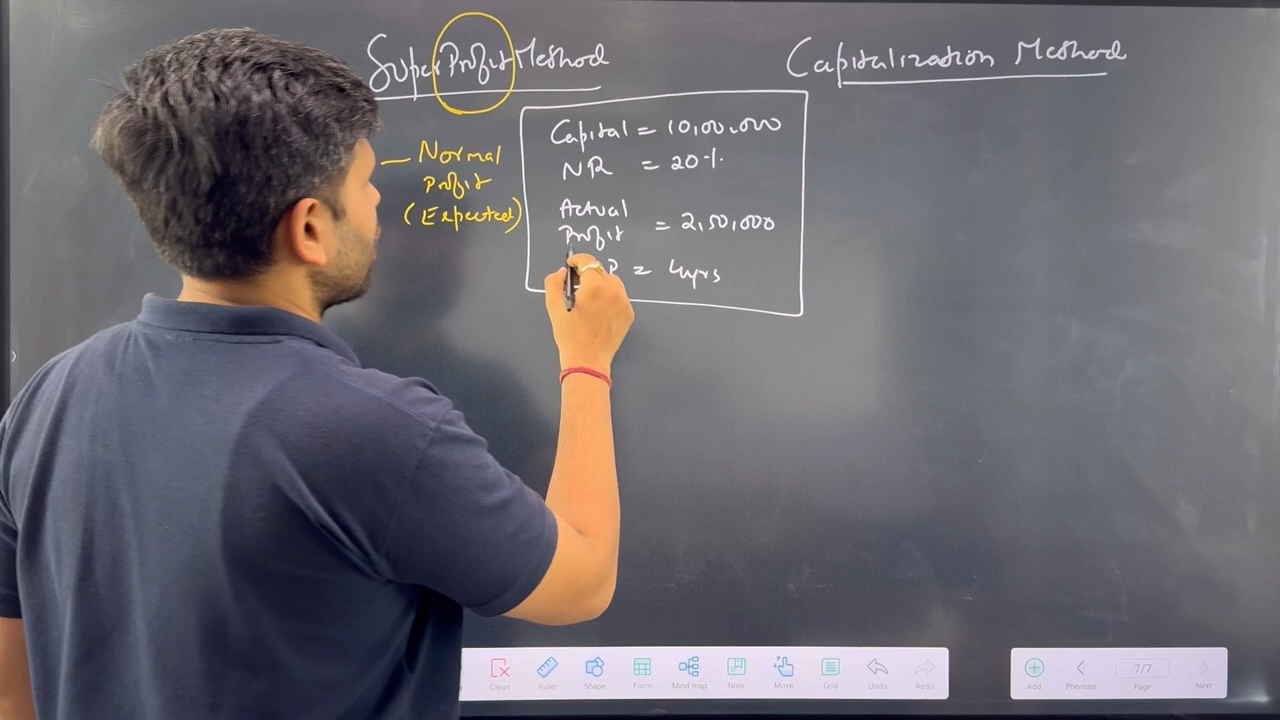 Super Profit Method
Capitalization Method
— Normal
Profit
(Expected)
Capital = 10,00,000
NR = 20%
Actual
Profit = 2,50,000
P = 4yrs
Clean
Ruler
Shape
Form
Mind map
Note
Move
Grid
Undo
Redo
Add
Previous
7/7
Page
Next